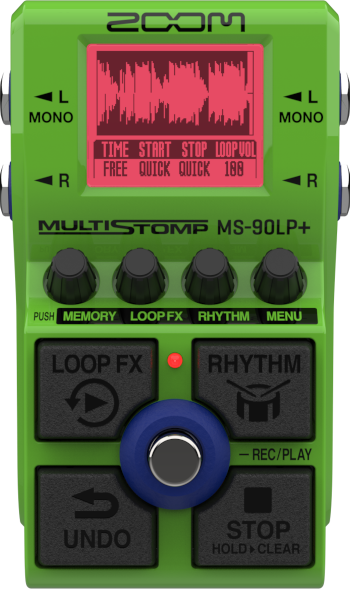 ZOOM
◄ L
MONO
◄ L
MONO
TIME START STOP LOOPVOL
FREE QUICK QUICK 100
◄ R
◄ R
MULTISTOMP MS-90LP+
PUSH MEMORY LOOP FX RHYTHM MENU
LOOP FX
RHYTHM
– REC/PLAY
UNDO
STOP
HOLD ▸ CLEAR